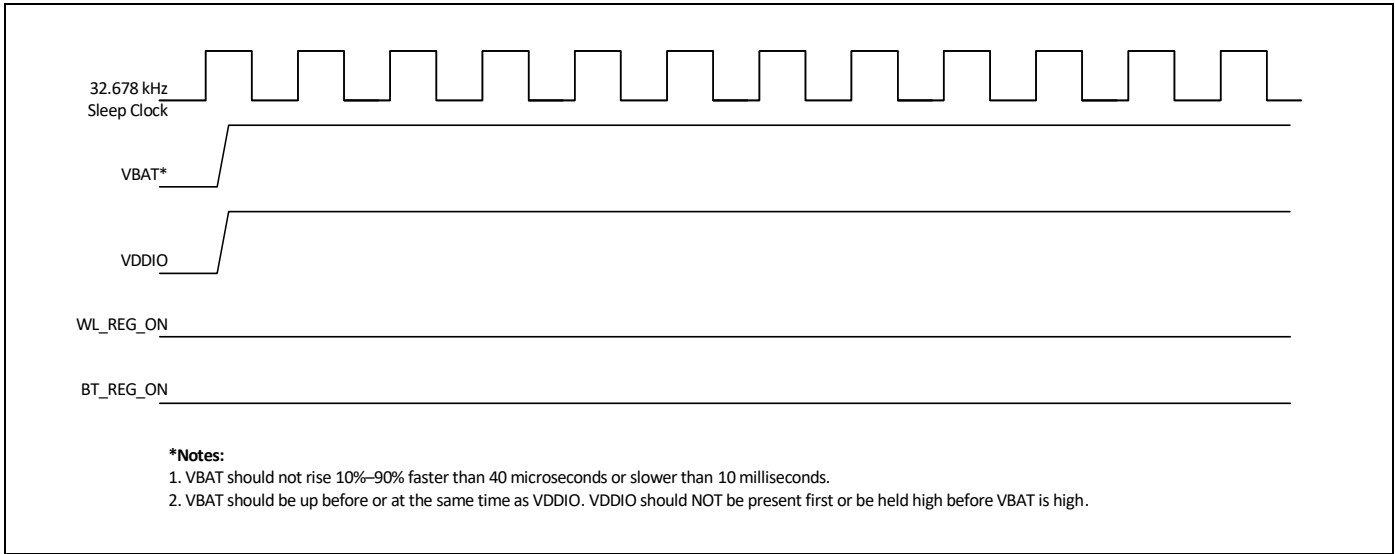 32.678 kHz
Sleep Clock
VBAT*
VDDIO
WL_REG_ON
BT_REG_ON
*Notes:
1. VBAT should not rise 10%–90% faster than 40 microseconds or slower than 10 milliseconds.
2. VBAT should be up before or at the same time as VDDIO. VDDIO should NOT be present first or be held high before VBAT is high.